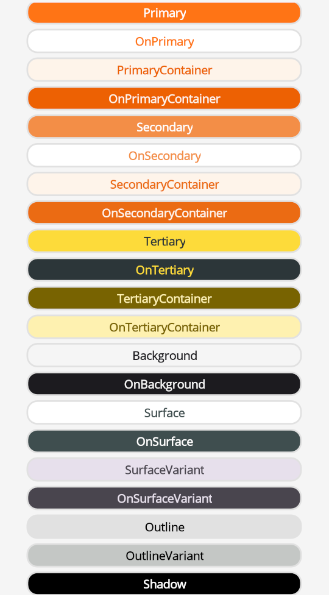 Primary
OnPrimary
PrimaryContainer
OnPrimaryContainer
Secondary
OnSecondary
SecondaryContainer
OnSecondaryContainer
Tertiary
OnTertiary
TertiaryContainer
OnTertiaryContainer
Background
OnBackground
Surface
OnSurface
SurfaceVariant
OnSurfaceVariant
Outline
OutlineVariant
Shadow